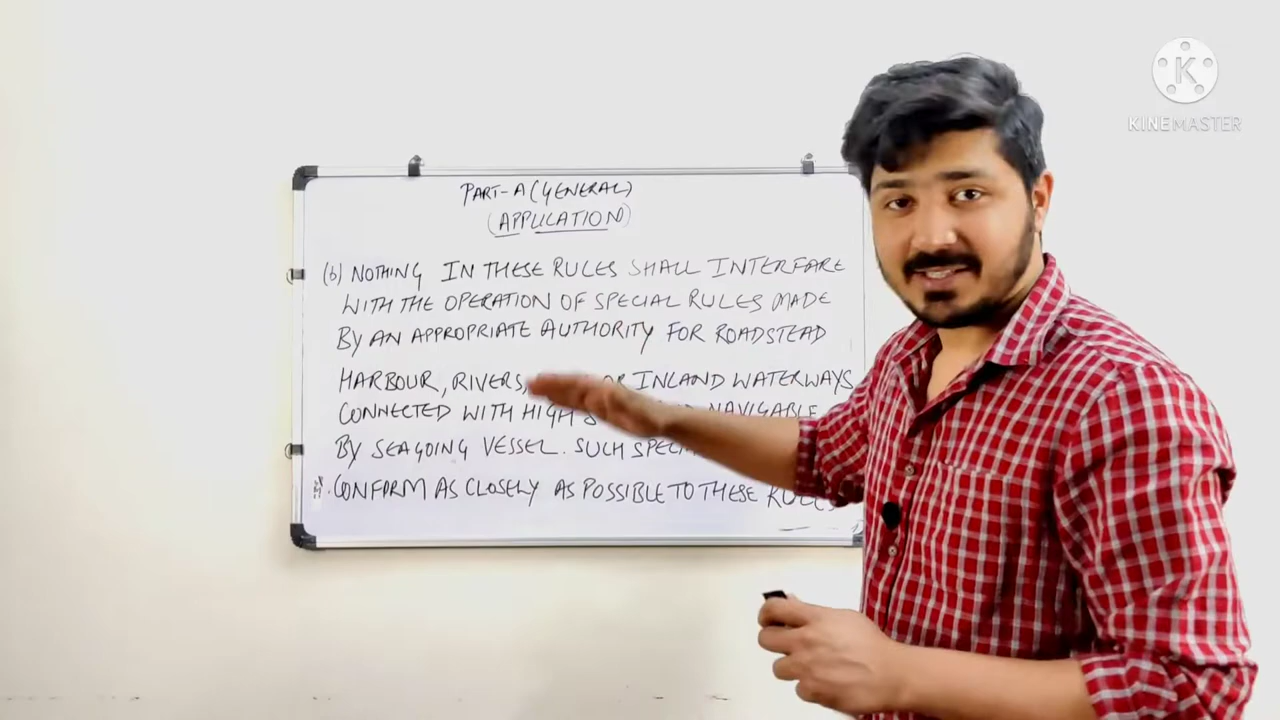 PART-A (GENERAL)
(APPLICATION)
(b) NOTHING IN THESE RULES SHALL INTERFARE
WITH THE OPERATION OF SPECIAL RULES MADE
BY AN APPROPRIATE AUTHORITY FOR ROADSTEAD
HARBOUR, RIVERS, OR INLAND WATERWAYS
CONNECTED WITH HIGH NAVIGABLE
BY SEAGOING VESSEL. SUCH
CONFORM AS CLOSELY AS POSSIBLE TO THESE RULES
K
KINEMASTER